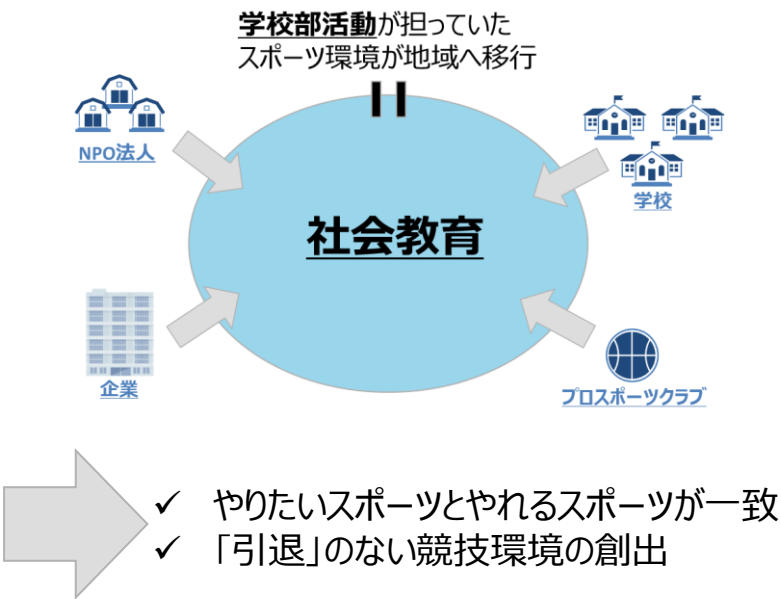 学校部活動が担っていた
スポーツ環境が地域へ移行
NPO法人
学校
社会教育
企業
プロスポーツクラブ
✓ やりたいスポーツとやれるスポーツが一致
✓ 「引退」のない競技環境の創出